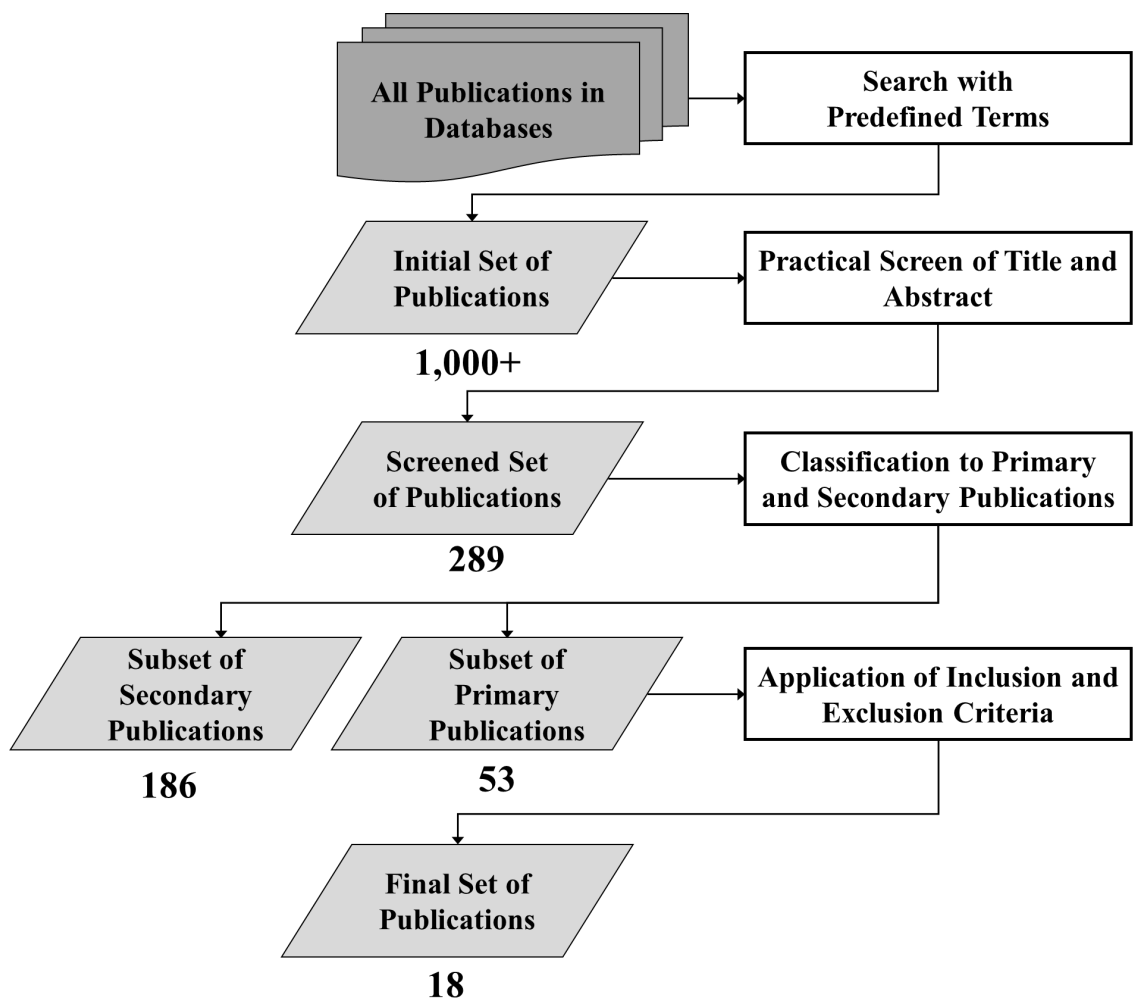 All Publications in
Databases
Search with
Predefined Terms
Initial Set of
Publications
1,000+
Practical Screen of Title and
Abstract
Screened Set
of Publications
289
Classification to Primary
and Secondary Publications
Subset of
Secondary
Publications
186
Subset of
Primary
Publications
53
Application of Inclusion and
Exclusion Criteria
Final Set of
Publications
18